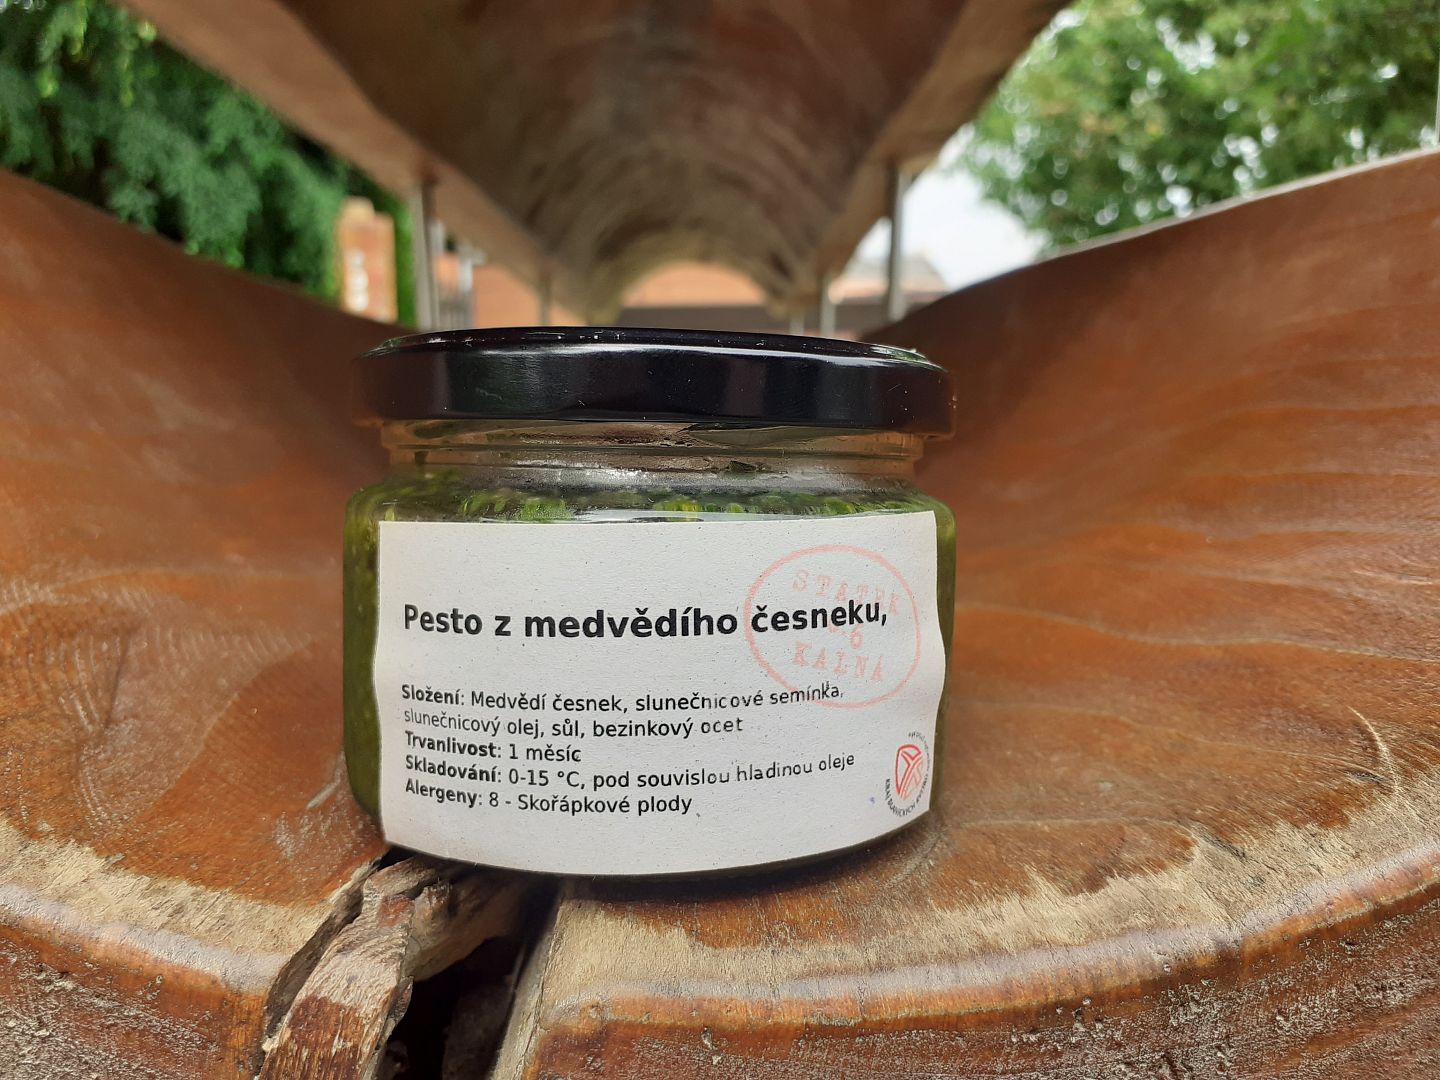 Pesto z medvědího česneku,
STATEK
KALNÁ
Složení: Medvědí česnek, slunečnicové semínka,
slunečnicový olej, sůl, bezinkový ocet
Trvanlivost: 1 měsíc
Skladování: 0-15 °C, pod souvislou hladinou oleje
Alergeny: 8 - Skořápkové plody